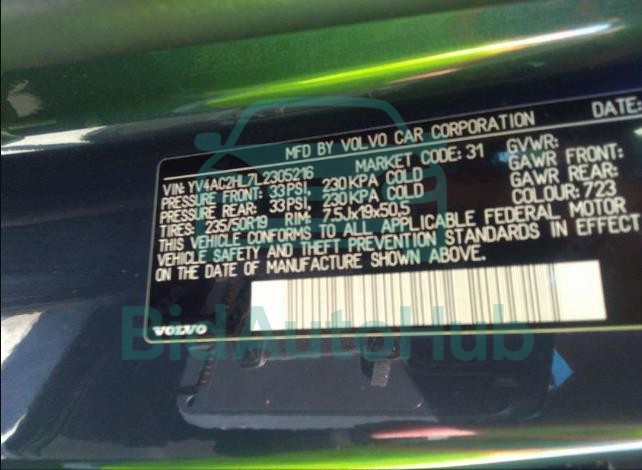 MFD BY VOLVO CAR CORPORATION DATE:
VIN: YV4AC2HL7L2305216 MARKET CODE: 31 GVWR:
PRESSURE FRONT: 33PSI, 230KPA COLD GAWR FRONT:
PRESSURE REAR: 33PSI, 230KPA COLD GAWR REAR:
TIRES: 235/50R19 RIM: 7.5Jx19x50,5 COLOUR: 723
THIS VEHICLE CONFORMS TO ALL APPLICABLE FEDERAL MOTOR
VEHICLE SAFETY AND THEFT PREVENTION STANDARDS IN EFFECT
ON THE DATE OF MANUFACTURE SHOWN ABOVE.
VOLVO
BidAutoHub